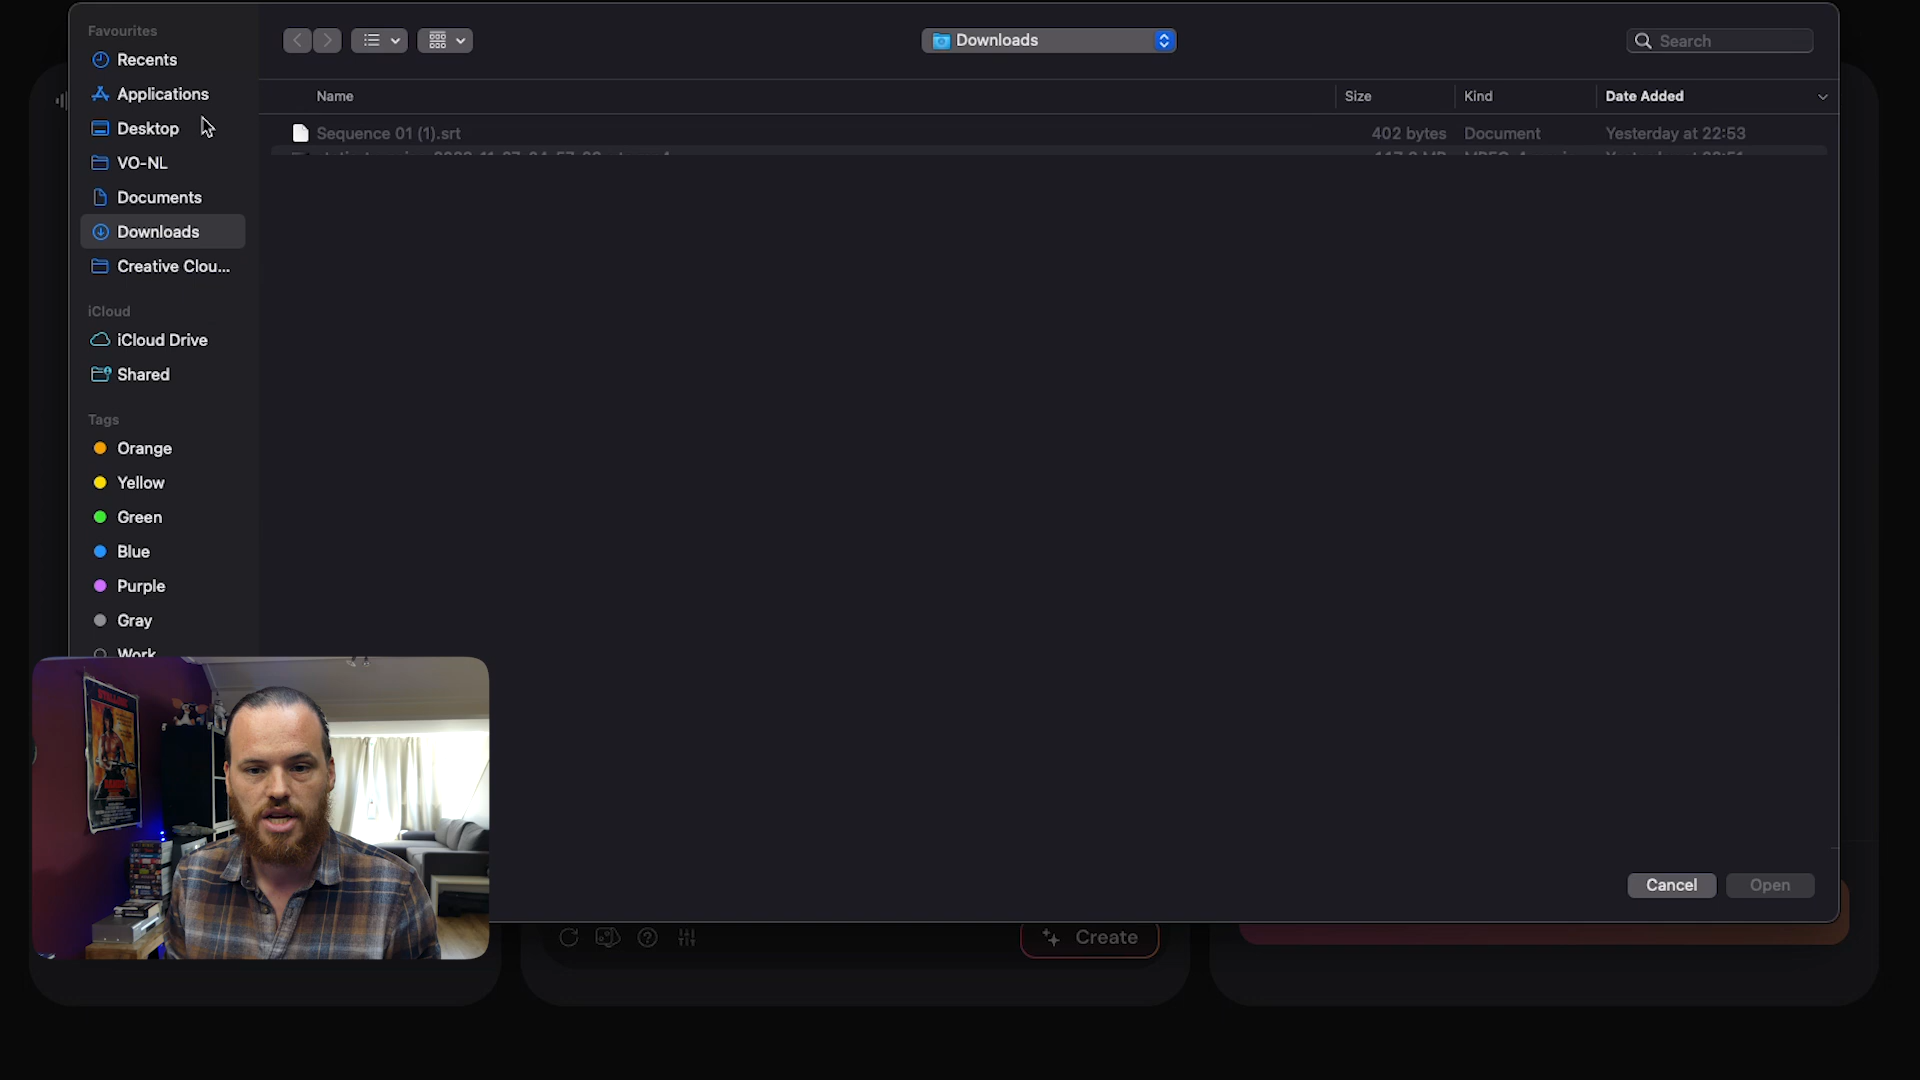 Favourites
Recents
Applications
Desktop
VO-NL
Documents
Downloads
Creative Clou...
iCloud
iCloud Drive
Shared
Tags
Orange
Yellow
Green
Blue
Purple
Gray
Work
Downloads
Search
Name Size Kind Date Added
Sequence 01 (1).srt 402 bytes Document Yesterday at 22:53
Cancel Open
Create